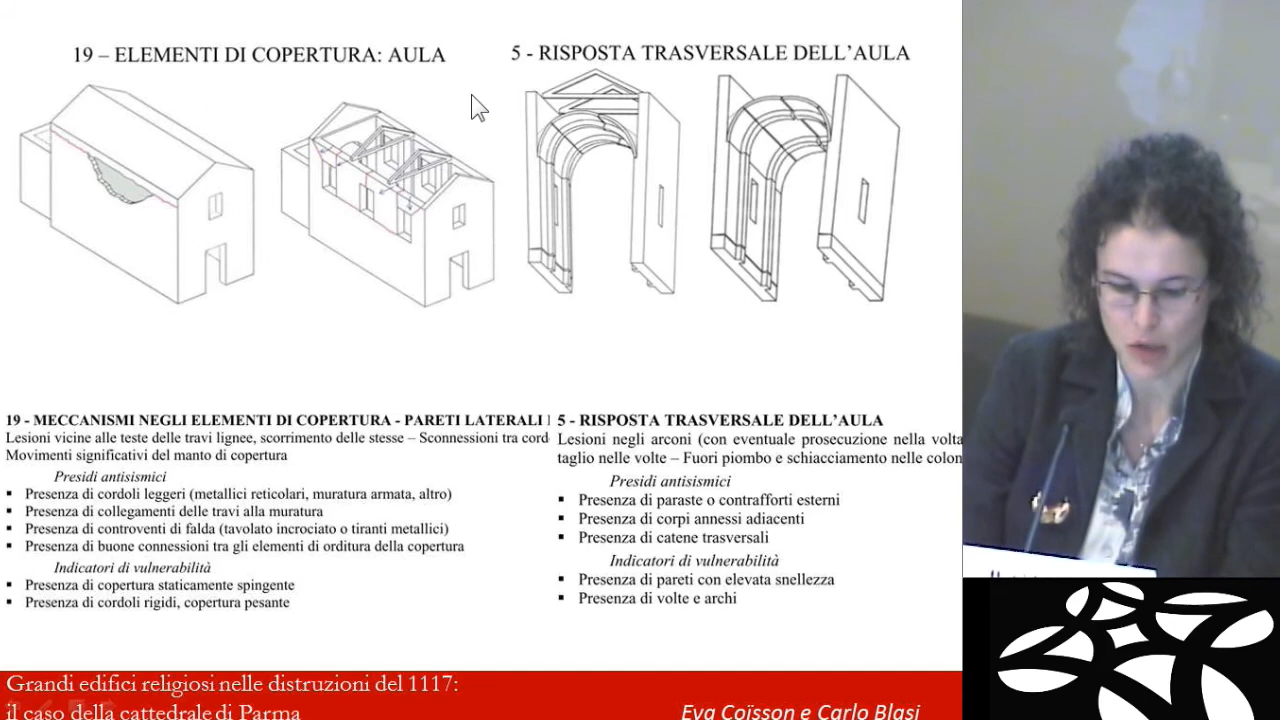 19 – ELEMENTI DI COPERTURA: AULA
5 - RISPOSTA TRASVERSALE DELL'AULA
19 - MECCANISMI NEGLI ELEMENTI DI COPERTURA - PARETI LATERALI
Lesioni vicine alle teste delle travi lignee, scorrimento delle stesse – Sconnessioni tra cord
Movimenti significativi del manto di copertura
Presidi antisismici
▪ Presenza di cordoli leggeri (metallici reticolari, muratura armata, altro)
▪ Presenza di collegamenti delle travi alla muratura
▪ Presenza di controventi di falda (tavolato incrociato o tiranti metallici)
▪ Presenza di buone connessioni tra gli elementi di orditura della copertura
Indicatori di vulnerabilità
▪ Presenza di copertura staticamente spingente
▪ Presenza di cordoli rigidi, copertura pesante
5 - RISPOSTA TRASVERSALE DELL'AULA
Lesioni negli arconi (con eventuale prosecuzione nella volta
taglio nelle volte – Fuori piombo e schiacciamento nelle colon
Presidi antisismici
▪ Presenza di paraste o contrafforti esterni
▪ Presenza di corpi annessi adiacenti
▪ Presenza di catene trasversali
Indicatori di vulnerabilità
▪ Presenza di pareti con elevata snellezza
▪ Presenza di volte e archi
Grandi edifici religiosi nelle distruzioni del 1117:
il caso della cattedrale di Parma
Eva Coïsson e Carlo Blasi